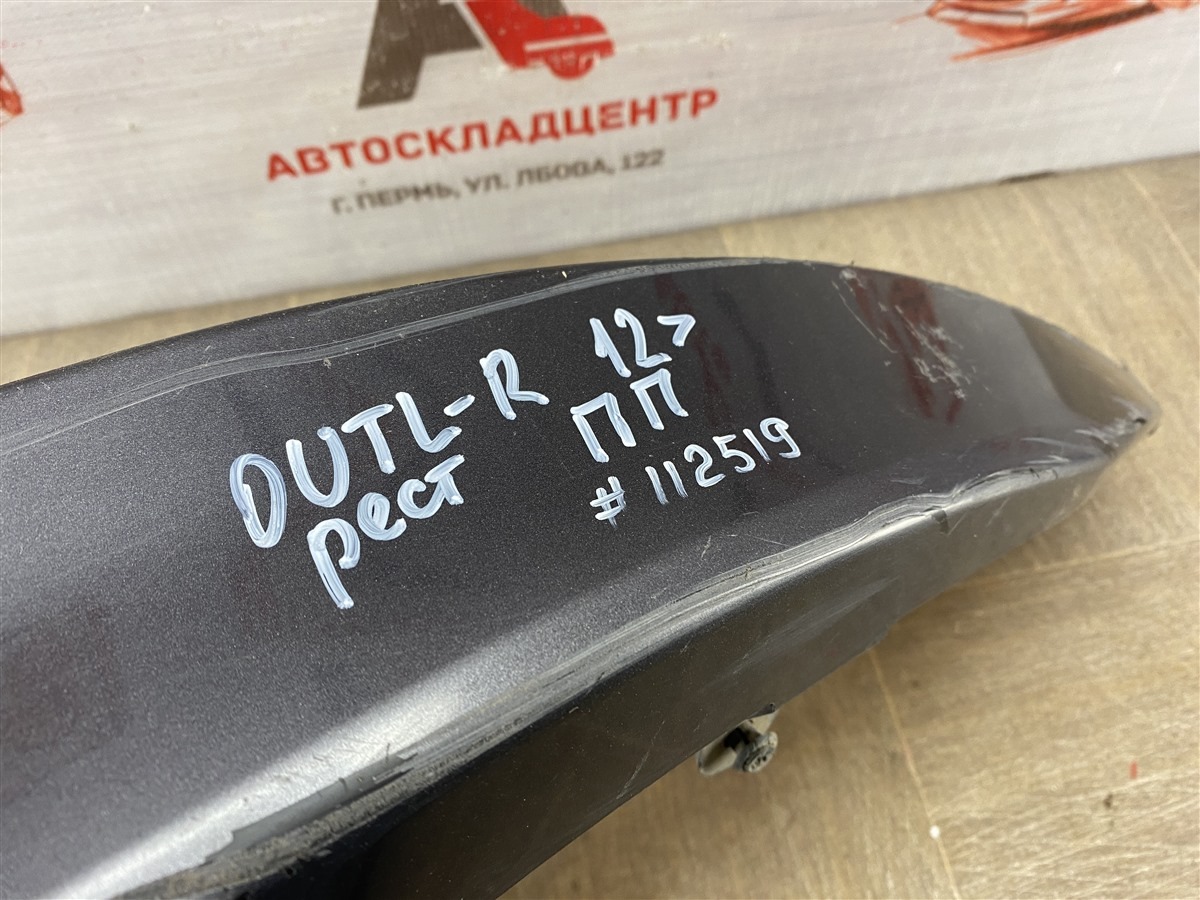 АВТОСКЛАДЦЕНТР
Г. ПЕРМЬ, УЛ. ЛБОВА, 122
OUTL-R 12>
рест ПП
#112519